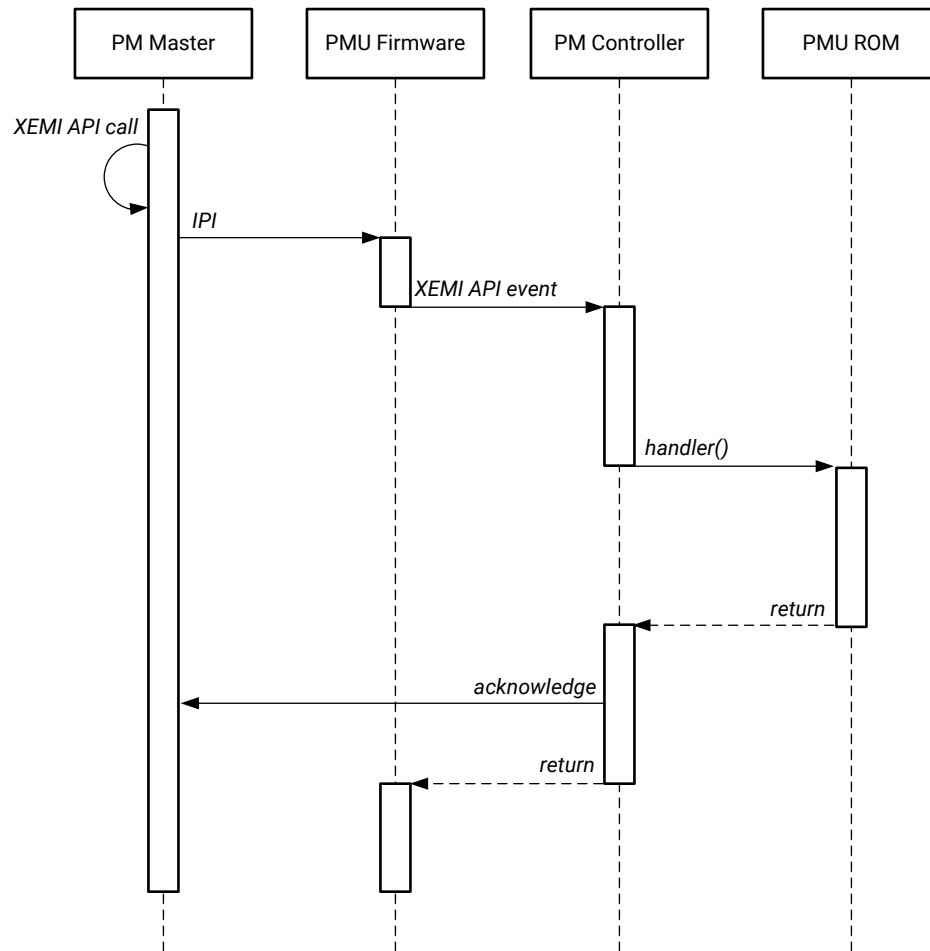 PM Master
PMU Firmware
PM Controller
PMU ROM
XEMI API call
IPI
XEMI API event
handler()
return
acknowledge
return